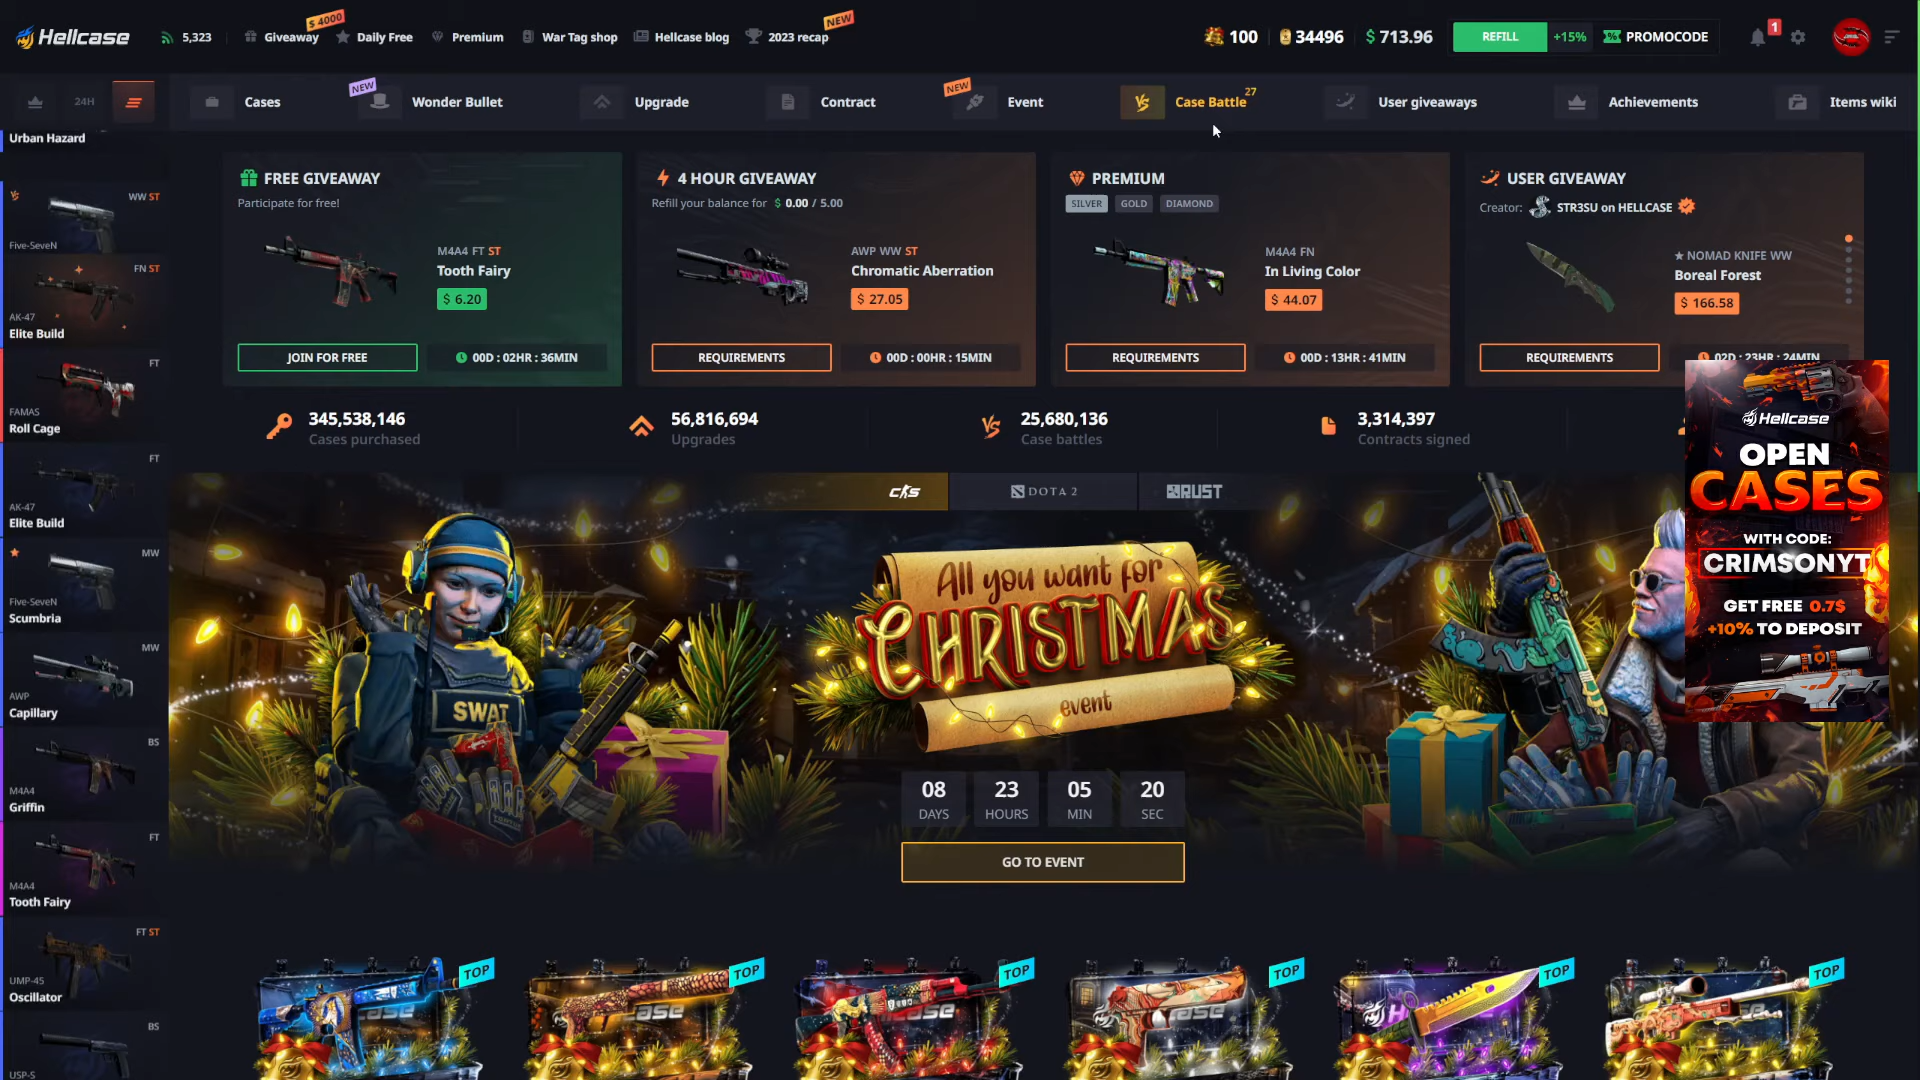 Hellcase
5,323
Giveaway
$ 4000
Daily Free
Premium
War Tag shop
Hellcase blog
2023 recap
NEW
100
34496
$ 713.96
REFILL
+15%
PROMOCODE
1
24H
Cases
NEW
Wonder Bullet
Upgrade
Contract
NEW
Event
VS
Case Battle
27
User giveaways
Achievements
Items wiki
Urban Hazard
WW ST
Five-SeveN
FN ST
AK-47
Elite Build
FT
FAMAS
Roll Cage
FT
AK-47
Elite Build
MW
Five-SeveN
Scumbria
MW
AWP
Capillary
BS
M4A4
Griffin
FT
M4A4
Tooth Fairy
FT ST
UMP-45
Oscillator
BS
USP-S
FREE GIVEAWAY
Participate for free!
M4A4 FT ST
Tooth Fairy
$ 6.20
JOIN FOR FREE
00D : 02HR : 36MIN
4 HOUR GIVEAWAY
Refill your balance for $ 0.00 / 5.00
AWP WW ST
Chromatic Aberration
$ 27.05
REQUIREMENTS
00D : 00HR : 15MIN
PREMIUM
SILVER
GOLD
DIAMOND
M4A4 FN
In Living Color
$ 44.07
REQUIREMENTS
00D : 13HR : 41MIN
USER GIVEAWAY
Creator: STR3SU on HELLCASE
★ NOMAD KNIFE WW
Boreal Forest
$ 166.58
REQUIREMENTS
02D : 23HR : 24MIN
345,538,146
Cases purchased
56,816,694
Upgrades
VS
25,680,136
Case battles
3,314,397
Contracts signed
CS
DOTA 2
RUST
All you want for
CHRISTMAS
event
SWAT
08
DAYS
23
HOURS
05
MIN
20
SEC
GO TO EVENT
Hellcase
OPEN
CASES
WITH CODE:
CRIMSONYT
GET FREE 0.7$
+10% TO DEPOSIT
TOP
TOP
TOP
TOP
TOP
TOP